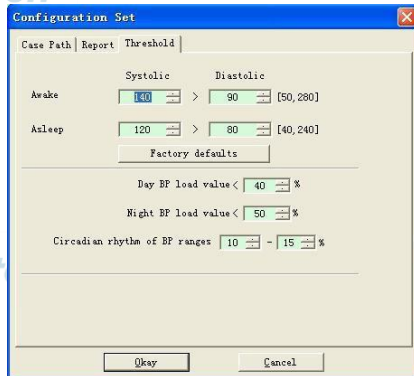 Configuration Set
Case Path Report Threshold
Systolic Diastolic
Awake 140 > 90 [50,280]
Asleep 120 > 80 [40,240]
Factory defaults
Day BP load value< 40 %
Night BP load value< 50 %
Circadian rhythm of BP ranges 10 - 15 %
Okay Cancel